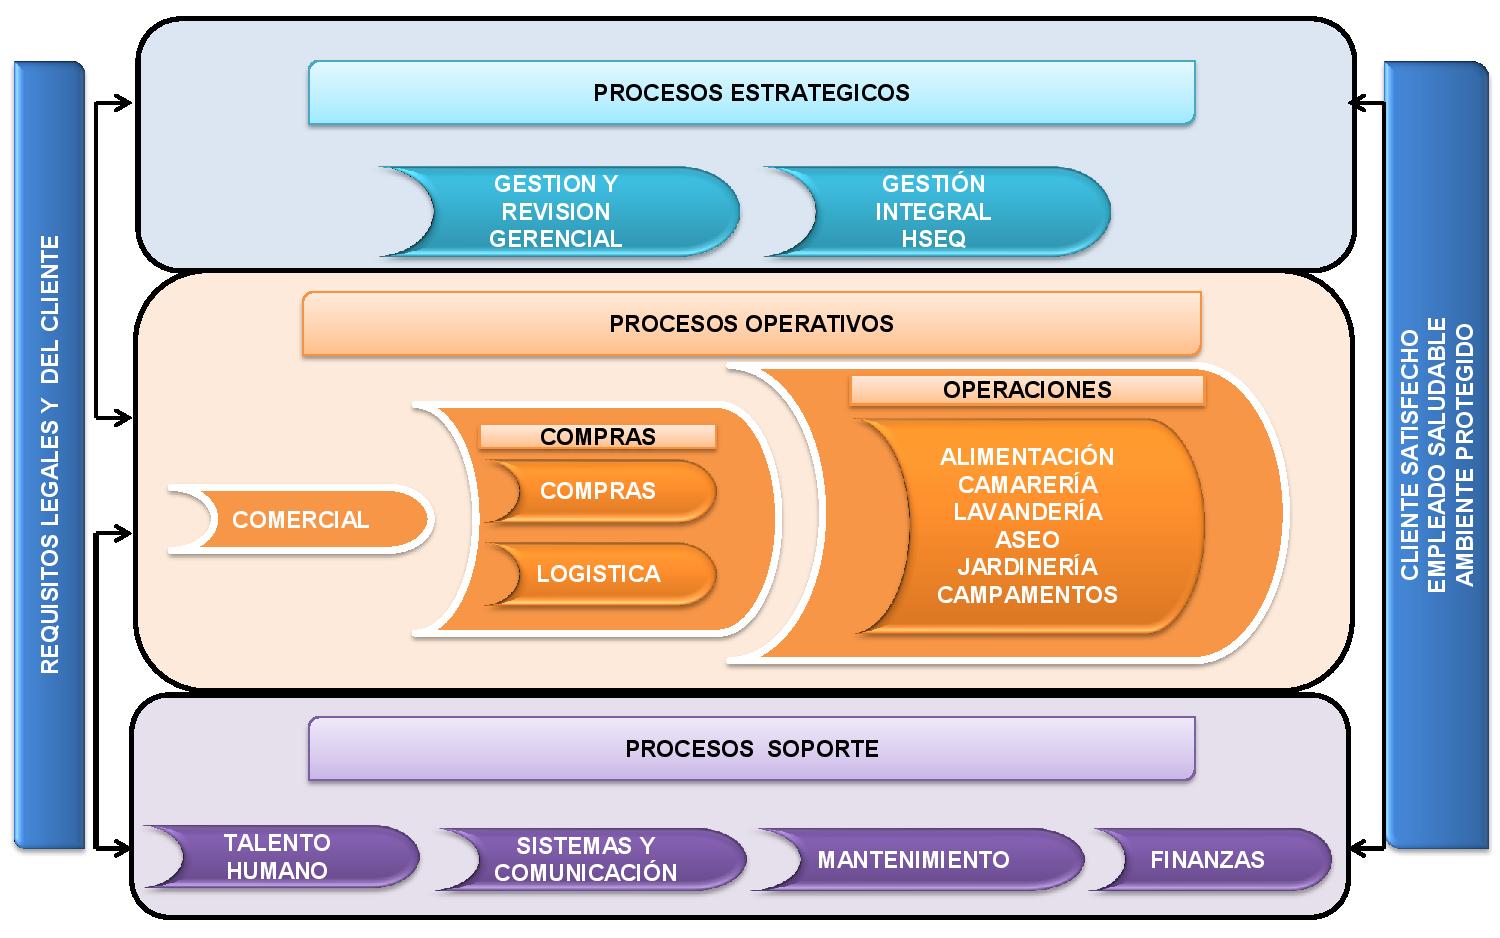 REQUISITOS LEGALES Y DEL CLIENTE
PROCESOS ESTRATEGICOS
GESTION Y
REVISION
GERENCIAL
GESTIÓN
INTEGRAL
HSEQ
PROCESOS OPERATIVOS
COMERCIAL
COMPRAS
COMPRAS
LOGISTICA
OPERACIONES
ALIMENTACIÓN
CAMARERÍA
LAVANDERÍA
ASEO
JARDINERÍA
CAMPAMENTOS
PROCESOS SOPORTE
TALENTO
HUMANO
SISTEMAS Y
COMUNICACIÓN
MANTENIMIENTO
FINANZAS
CLIENTE SATISFECHO
EMPLEADO SALUDABLE
AMBIENTE PROTEGIDO